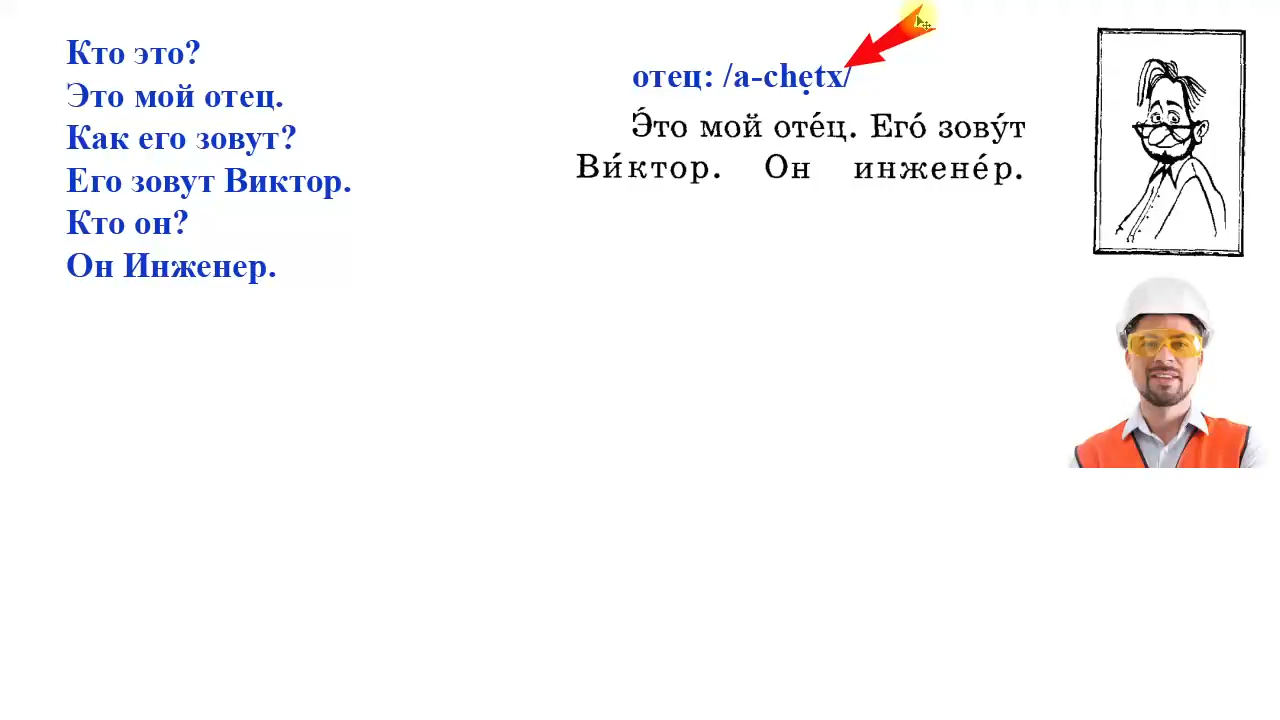 Кто это?
Это мой отец.
Как его зовут?
Его зовут Виктор.
Кто он?
Он Инженер.
отец: /a-chẹtx/
Э́то мой оте́ц. Его́ зову́т
Ви́ктор. Он инжене́р.